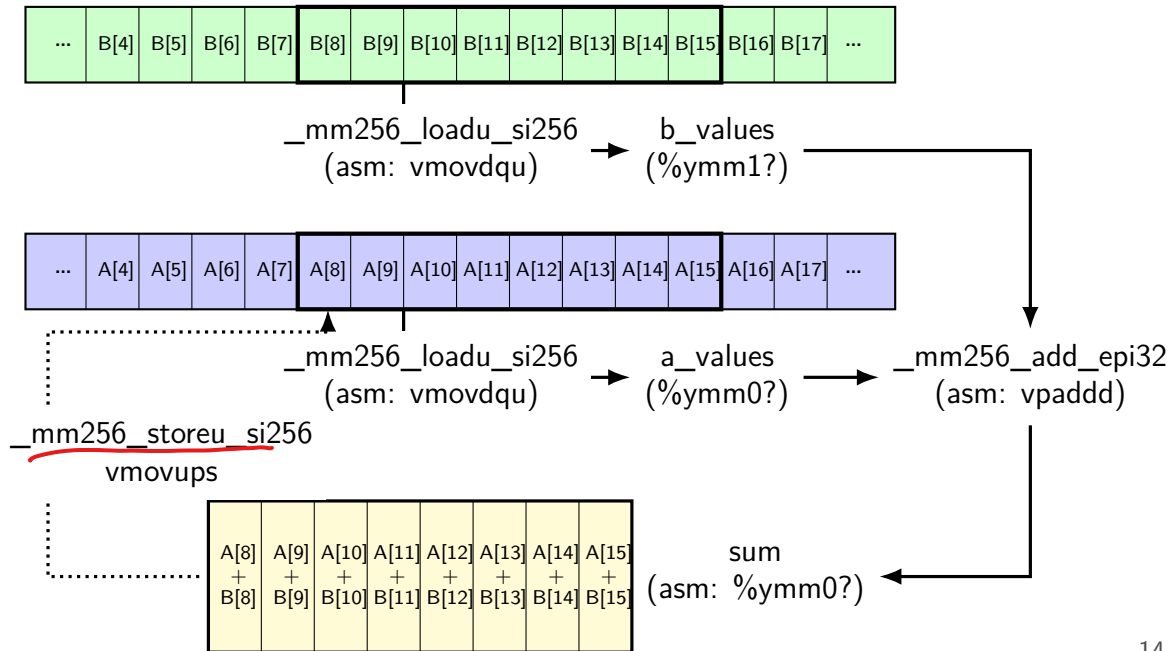 ... B[4] B[5] B[6] B[7] B[8] B[9] B[10] B[11] B[12] B[13] B[14] B[15] B[16] B[17] ...
_mm256_loadu_si256
(asm: vmovdqu)
b_values
(%ymm1?)
... A[4] A[5] A[6] A[7] A[8] A[9] A[10] A[11] A[12] A[13] A[14] A[15] A[16] A[17] ...
_mm256_loadu_si256
(asm: vmovdqu)
a_values
(%ymm0?)
_mm256_add_epi32
(asm: vpaddd)
_mm256_storeu_si256
vmovups
A[8] A[9] A[10] A[11] A[12] A[13] A[14] A[15]
+ + + + + + + +
B[8] B[9] B[10] B[11] B[12] B[13] B[14] B[15]
sum
(asm: %ymm0?)
14